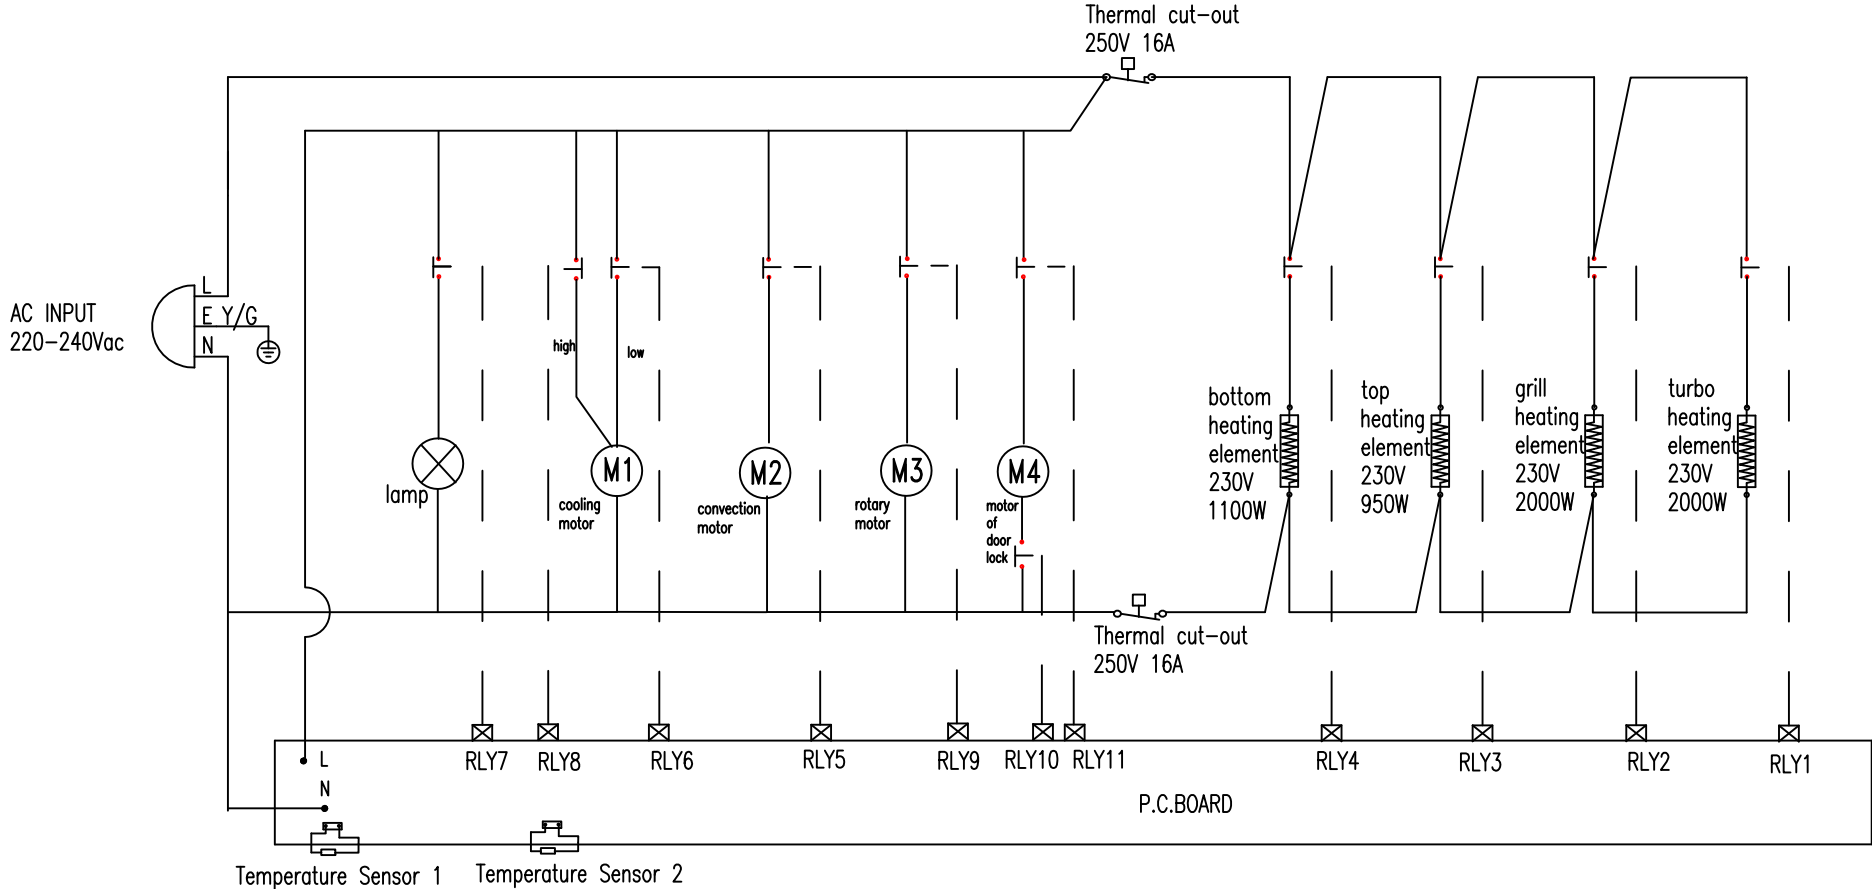 Thermal cut-out
250V 16A
AC INPUT
220-240Vac
L
E Y/G
N
high
low
lamp
M1
cooling
motor
M2
convection
motor
M3
rotary
motor
M4
motor
of
door
lock
bottom
heating
element
230V
1100W
top
heating
element
230V
950W
grill
heating
element
230V
2000W
turbo
heating
element
230V
2000W
Thermal cut-out
250V 16A
L
N
RLY7
RLY8
RLY6
RLY5
RLY9
RLY10
RLY11
RLY4
RLY3
RLY2
RLY1
P.C.BOARD
Temperature Sensor 1
Temperature Sensor 2